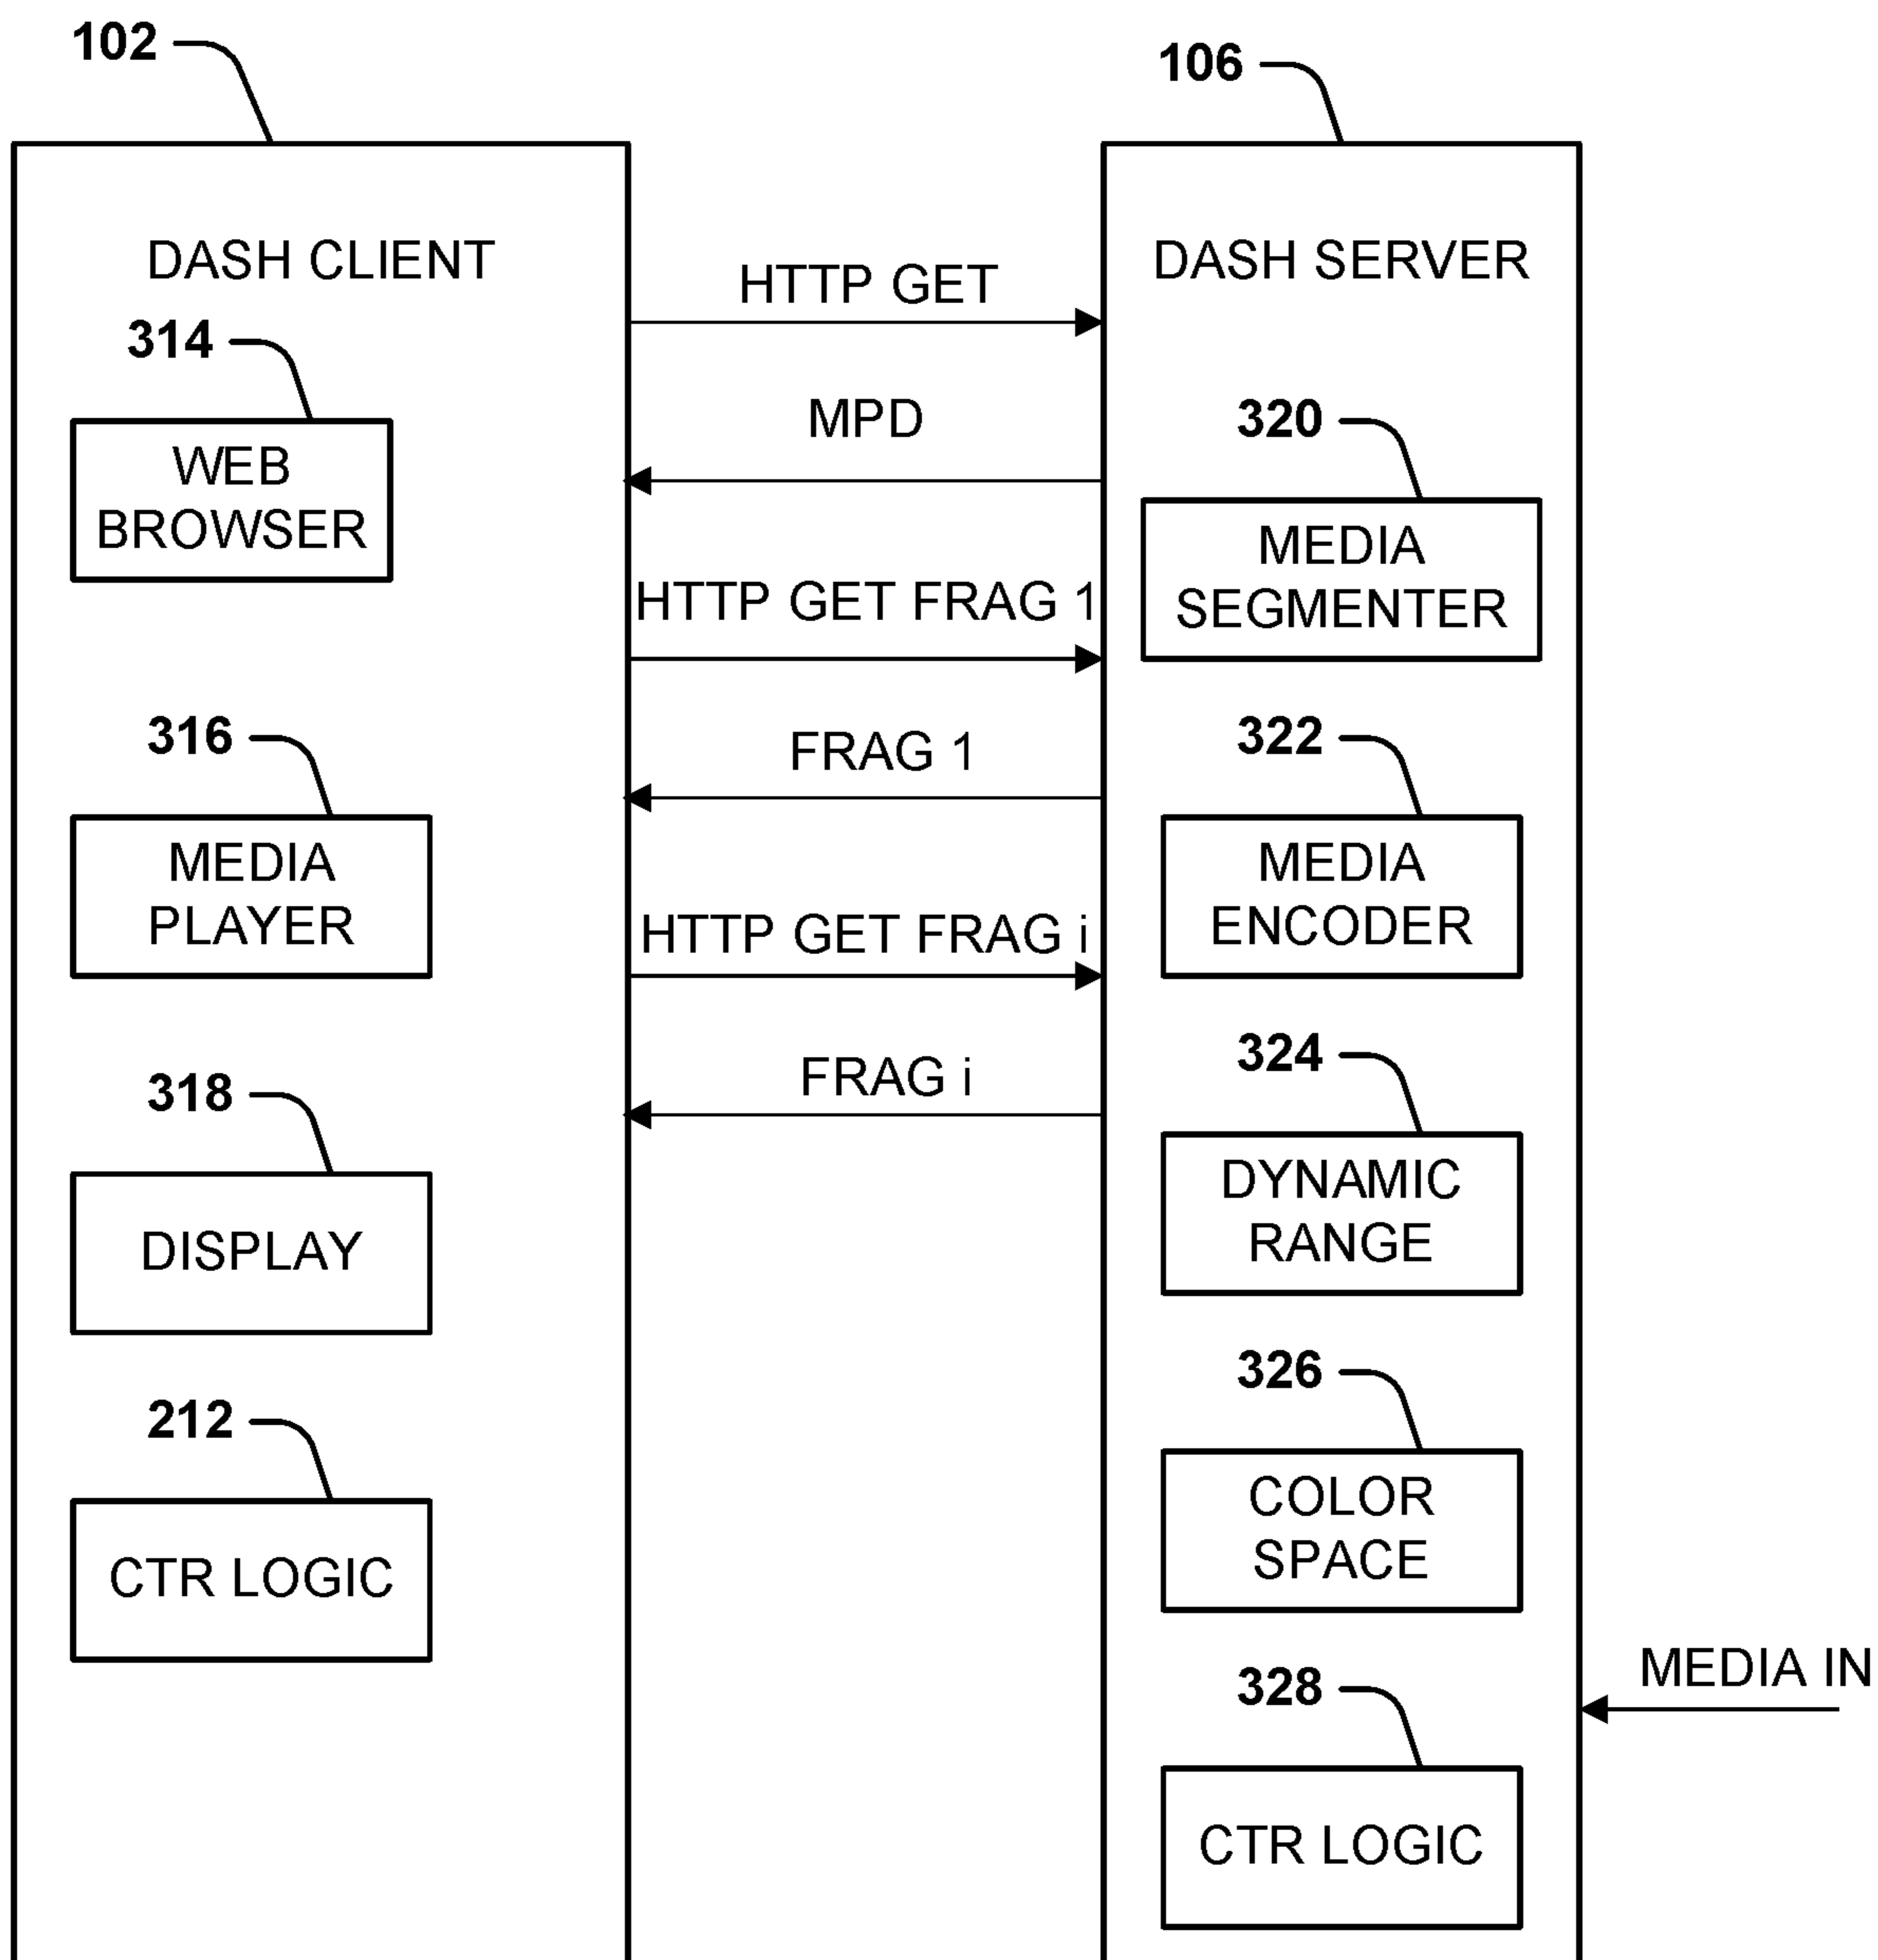 102
106
DASH CLIENT
DASH SERVER
HTTP GET
314
MPD
320
WEB
BROWSER
MEDIA
SEGMENTER
HTTP GET FRAG 1
316
322
FRAG 1
MEDIA
PLAYER
MEDIA
ENCODER
HTTP GET FRAG i
324
FRAG i
318
DYNAMIC
RANGE
DISPLAY
326
212
COLOR
SPACE
CTR LOGIC
MEDIA IN
328
CTR LOGIC